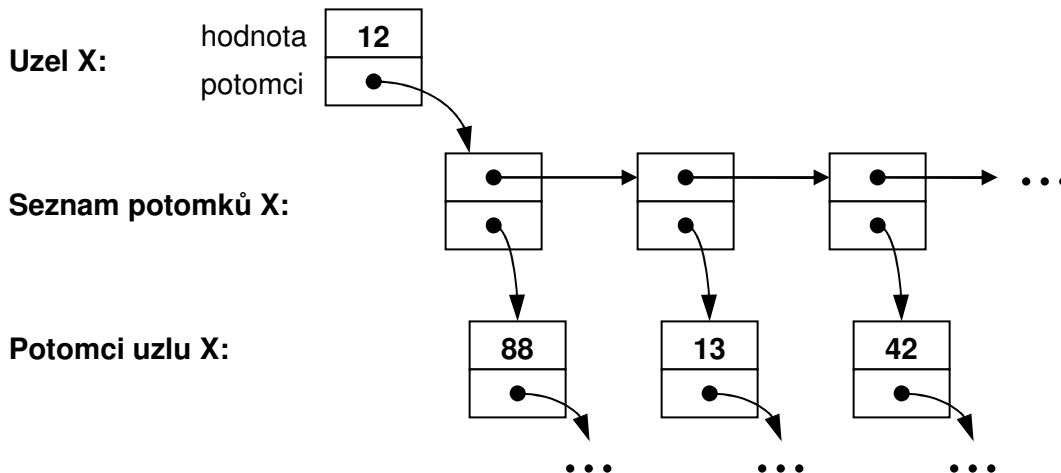 hodnota 12
Uzel X:
potomci
Seznam potomků X:
...
Potomci uzlu X: 88 13 42
... ... ...